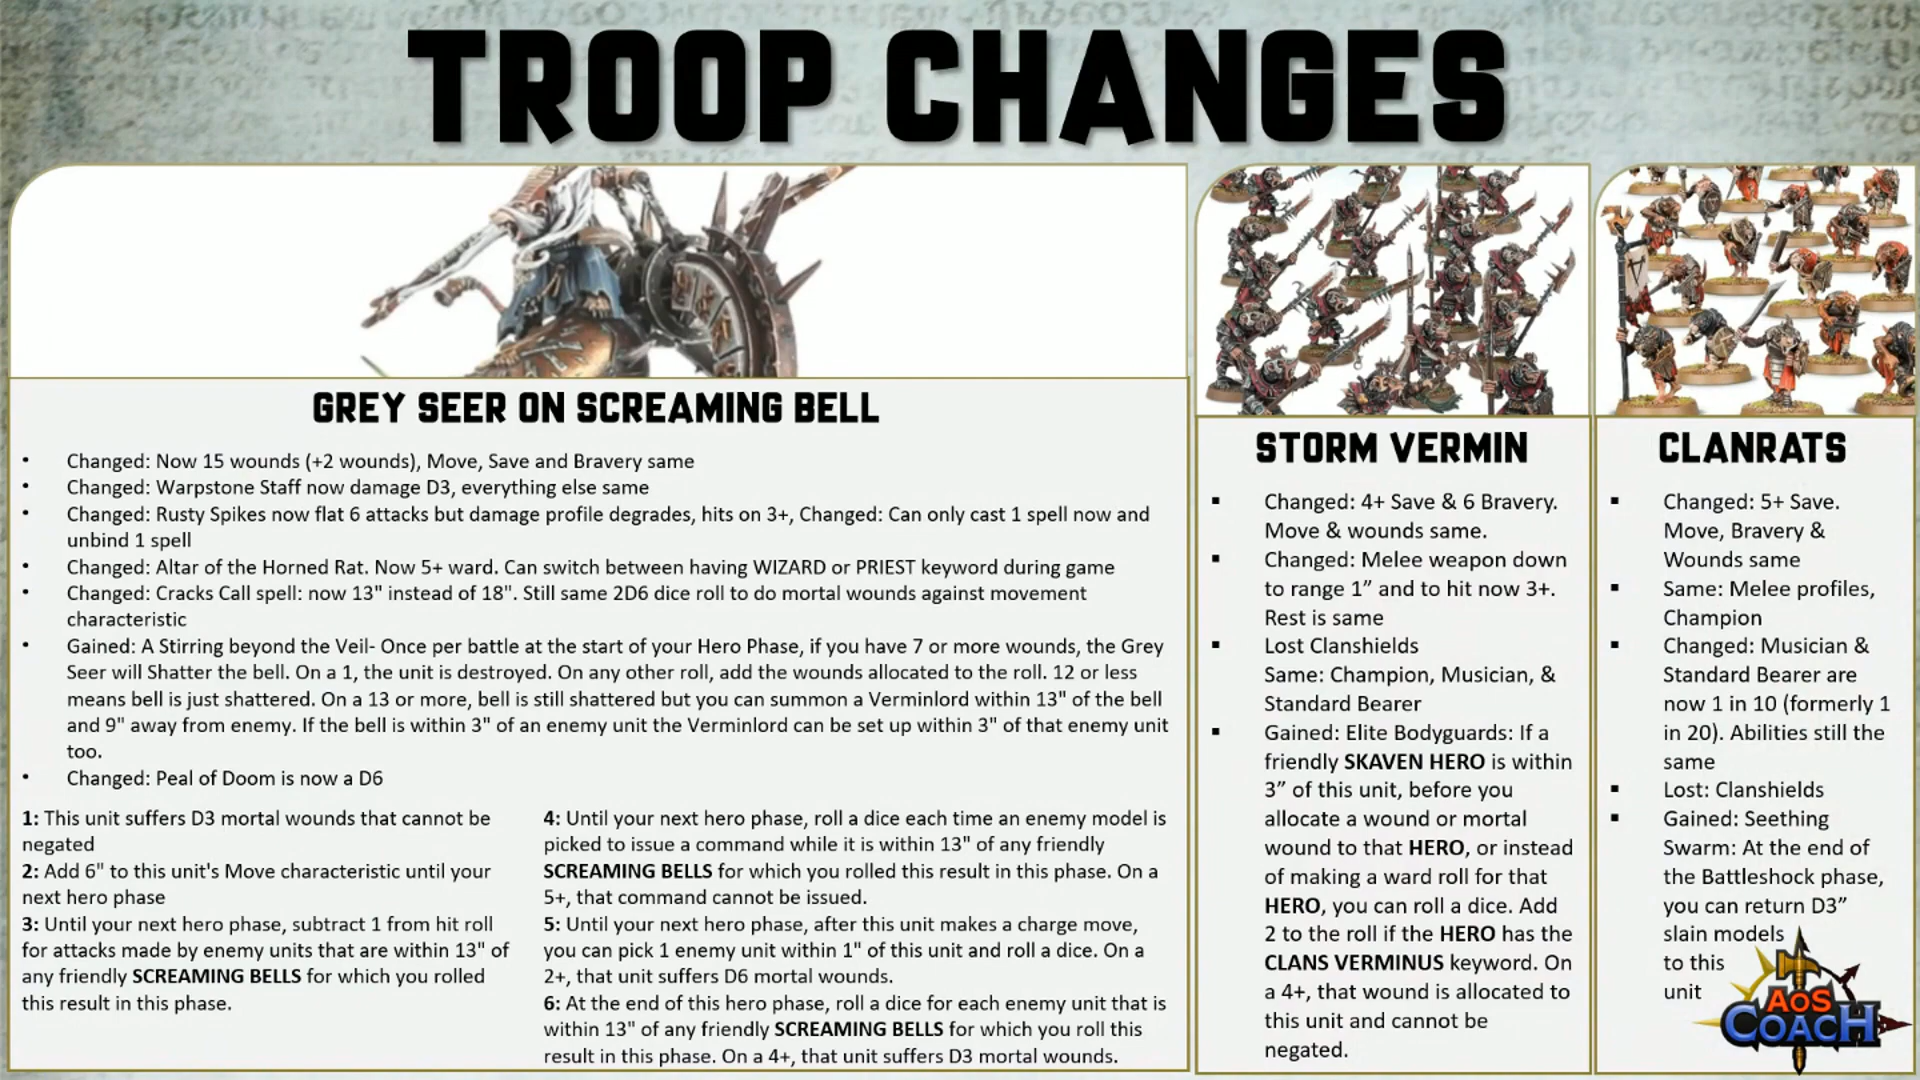 TROOP CHANGES
GREY SEER ON SCREAMING BELL
• Changed: Now 15 wounds (+2 wounds), Move, Save and Bravery same
• Changed: Warpstone Staff now damage D3, everything else same
• Changed: Rusty Spikes now flat 6 attacks but damage profile degrades, hits on 3+, Changed: Can only cast 1 spell now and
unbind 1 spell
• Changed: Altar of the Horned Rat. Now 5+ ward. Can switch between having WIZARD or PRIEST keyword during game
• Changed: Cracks Call spell: now 13" instead of 18". Still same 2D6 dice roll to do mortal wounds against movement
characteristic
• Gained: A Stirring beyond the Veil- Once per battle at the start of your Hero Phase, if you have 7 or more wounds, the Grey
Seer will Shatter the bell. On a 1, the unit is destroyed. On any other roll, add the wounds allocated to the roll. 12 or less
means bell is just shattered. On a 13 or more, bell is still shattered but you can summon a Verminlord within 13" of the bell
and 9" away from enemy. If the bell is within 3" of an enemy unit the Verminlord can be set up within 3" of that enemy unit
too.
• Changed: Peal of Doom is now a D6
1: This unit suffers D3 mortal wounds that cannot be
negated
2: Add 6" to this unit's Move characteristic until your
next hero phase
3: Until your next hero phase, subtract 1 from hit roll
for attacks made by enemy units that are within 13" of
any friendly SCREAMING BELLS for which you rolled
this result in this phase.
4: Until your next hero phase, roll a dice each time an enemy model is
picked to issue a command while it is within 13" of any friendly
SCREAMING BELLS for which you rolled this result in this phase. On a
5+, that command cannot be issued.
5: Until your next hero phase, after this unit makes a charge move,
you can pick 1 enemy unit within 1" of this unit and roll a dice. On a
2+, that unit suffers D6 mortal wounds.
6: At the end of this hero phase, roll a dice for each enemy unit that is
within 13" of any friendly SCREAMING BELLS for which you roll this
result in this phase. On a 4+, that unit suffers D3 mortal wounds.
STORM VERMIN
▪ Changed: 4+ Save & 6 Bravery.
Move & wounds same.
▪ Changed: Melee weapon down
to range 1” and to hit now 3+.
Rest is same
▪ Lost Clanshields
Same: Champion, Musician, &
Standard Bearer
▪ Gained: Elite Bodyguards: If a
friendly SKAVEN HERO is within
3” of this unit, before you
allocate a wound or mortal
wound to that HERO, or instead
of making a ward roll for that
HERO, you can roll a dice. Add
2 to the roll if the HERO has the
CLANS VERMINUS keyword. On
a 4+, that wound is allocated to
this unit and cannot be
negated.
CLANRATS
▪ Changed: 5+ Save.
Move, Bravery &
Wounds same
▪ Same: Melee profiles,
Champion
▪ Changed: Musician &
Standard Bearer are
now 1 in 10 (formerly 1
in 20). Abilities still the
same
▪ Lost: Clanshields
▪ Gained: Seething
Swarm: At the end of
the Battleshock phase,
you can return D3”
slain models
to this
unit
AOS
COACH